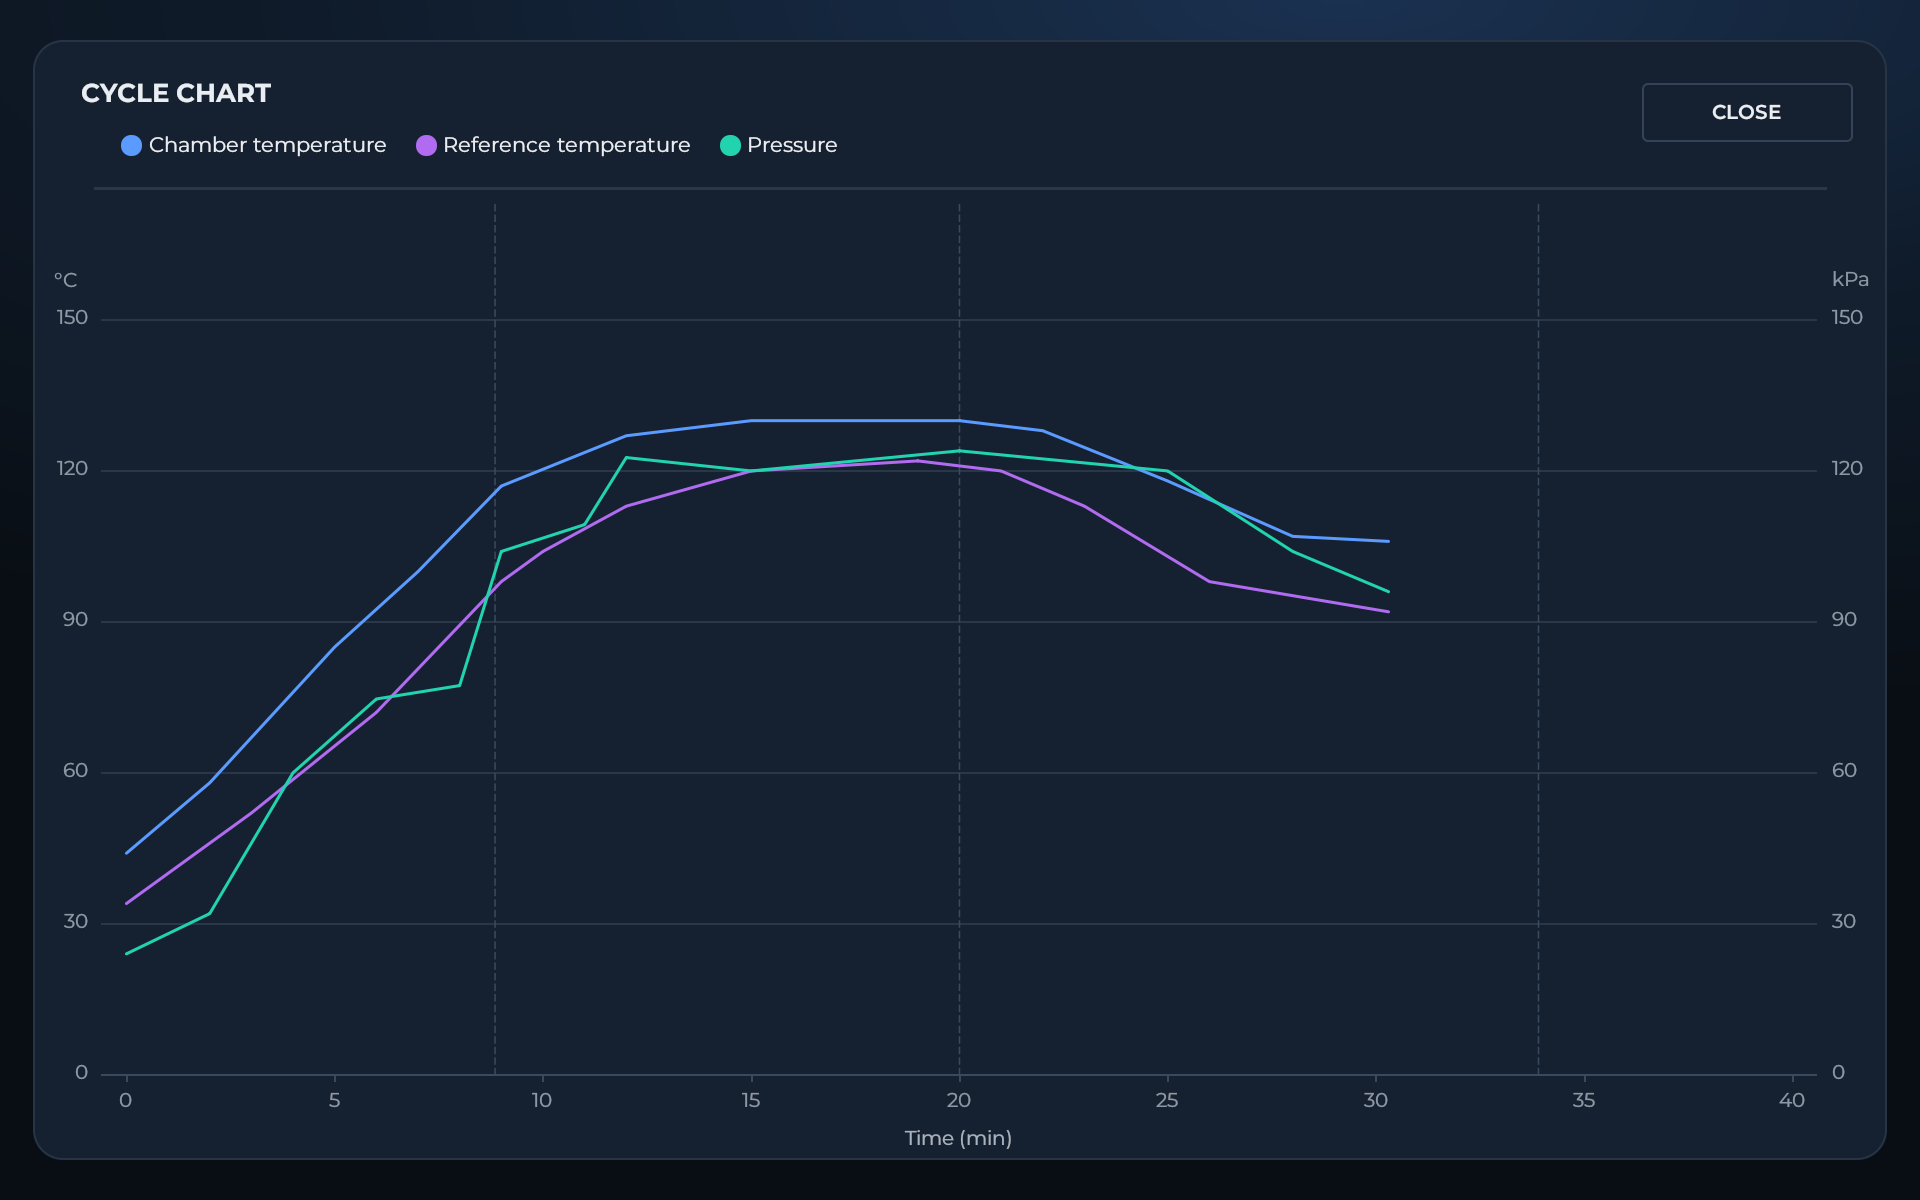 CYCLE CHART
CLOSE
Chamber temperature Reference temperature Pressure
°C kPa
150 150
120 120
90 90
60 60
30 30
0 0
0 5 10 15 20 25 30 35 40
Time (min)